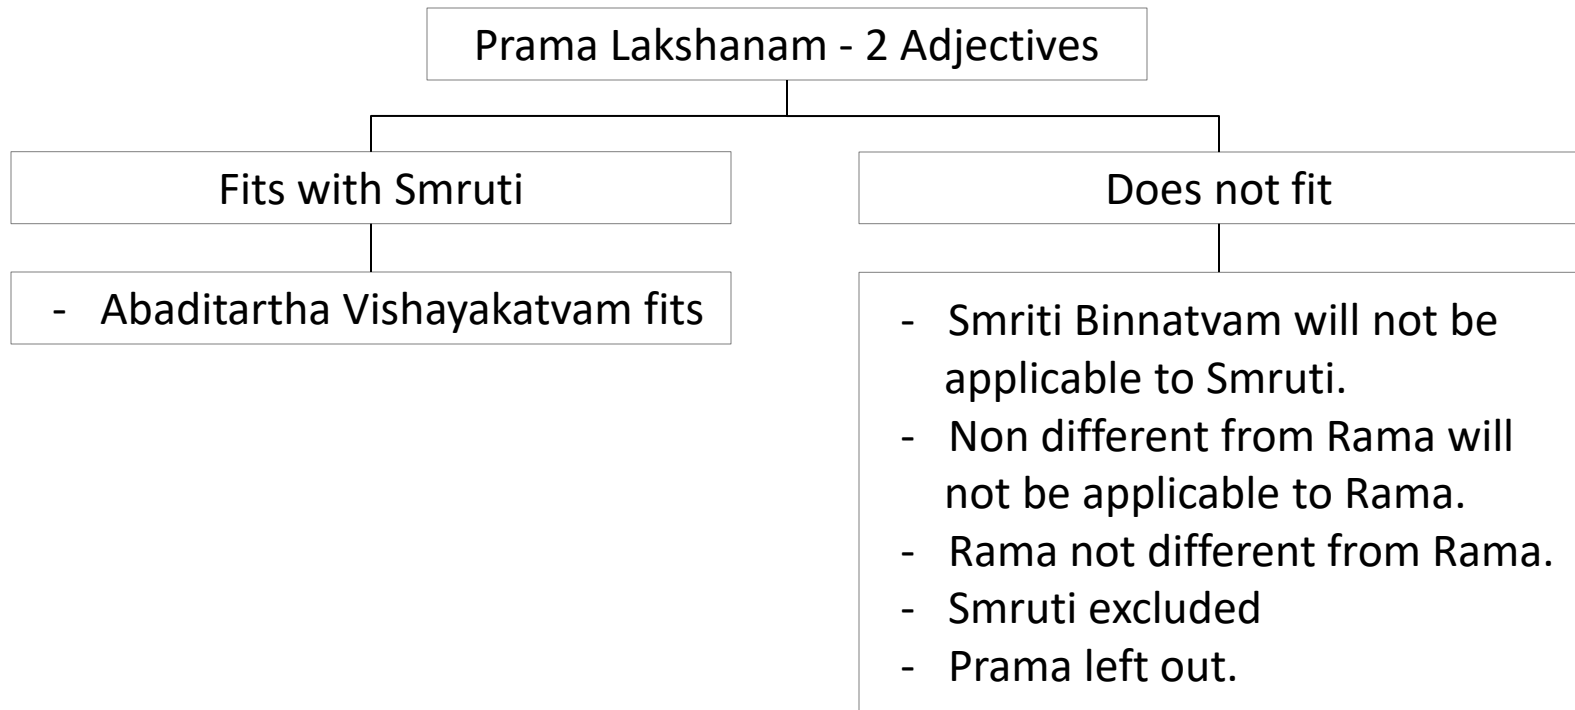 Prama Lakshanam - 2 Adjectives
Fits with Smruti
Does not fit
- Abaditartha Vishayakatvam fits
- Smriti Binnatvam will not be
applicable to Smruti.
- Non different from Rama will
not be applicable to Rama.
- Rama not different from Rama.
- Smruti excluded
- Prama left out.